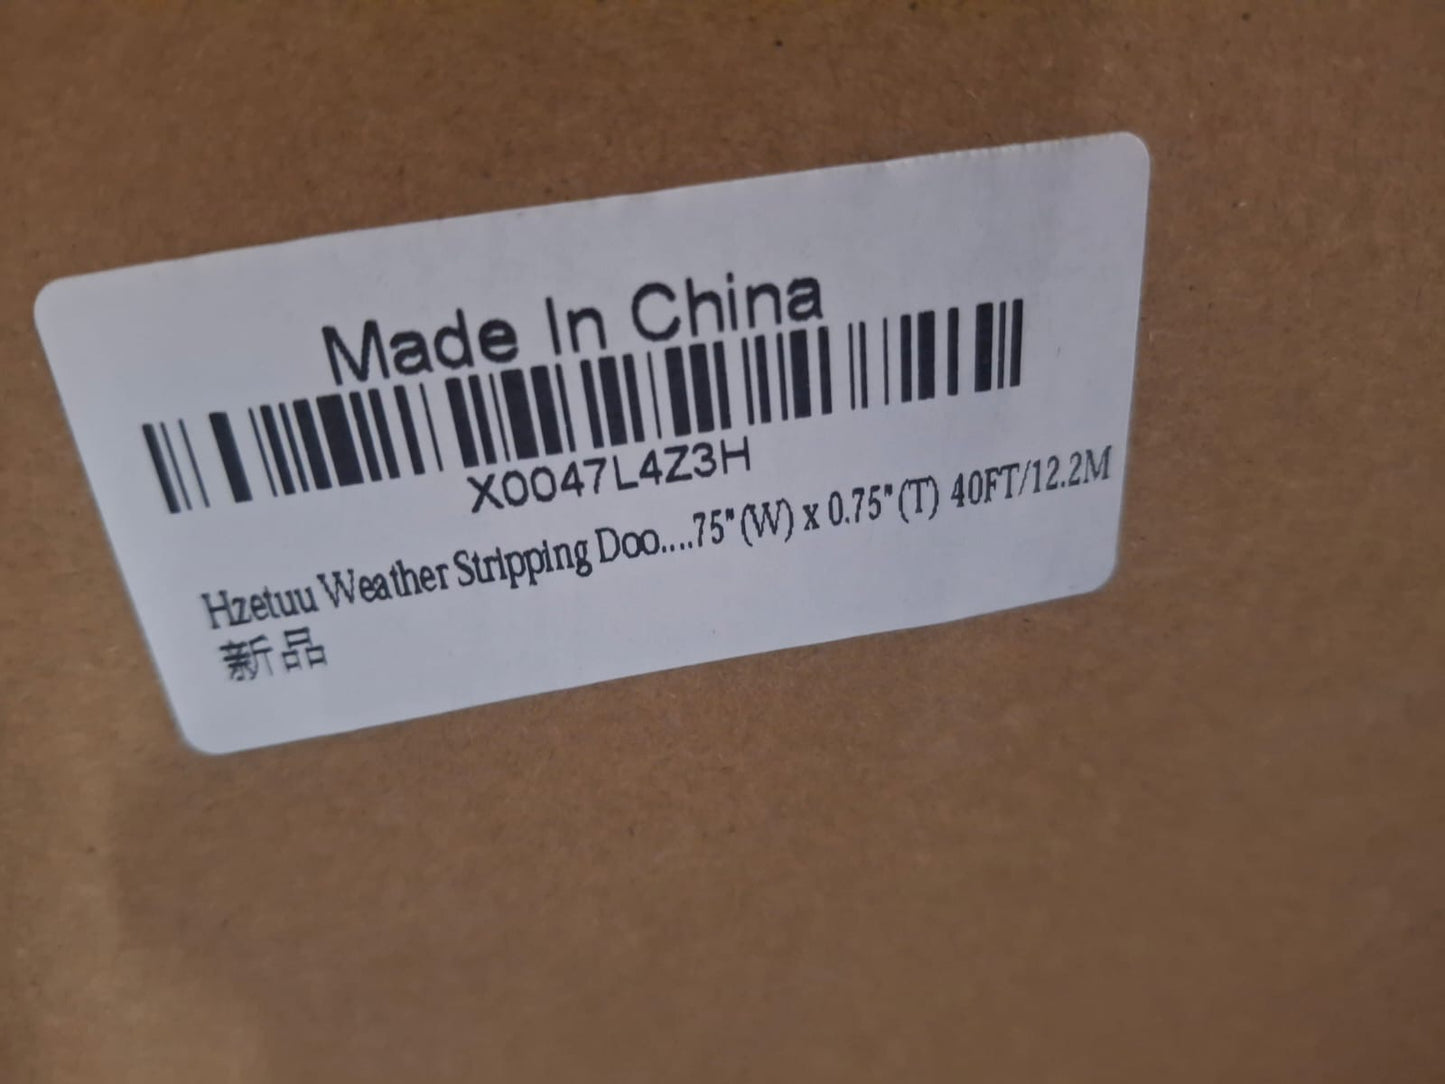 Made In China
X0047L4Z3H
Hzetuu Weather Stripping Doo....75"(W) x 0.75"(T) 40FT/12.2M
新品